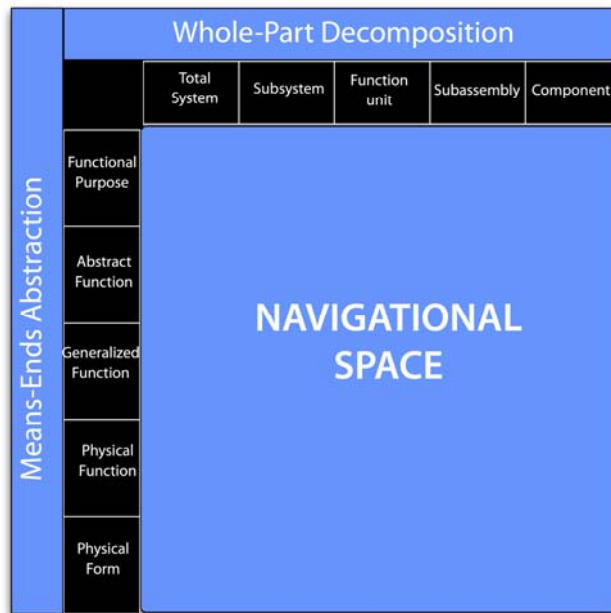 Whole-Part Decomposition
Total
System
Subsystem
Function
unit
Subassembly
Component
Means-Ends Abstraction
Functional
Purpose
Abstract
Function
Generalized
Function
Physical
Function
Physical
Form
NAVIGATIONAL
SPACE